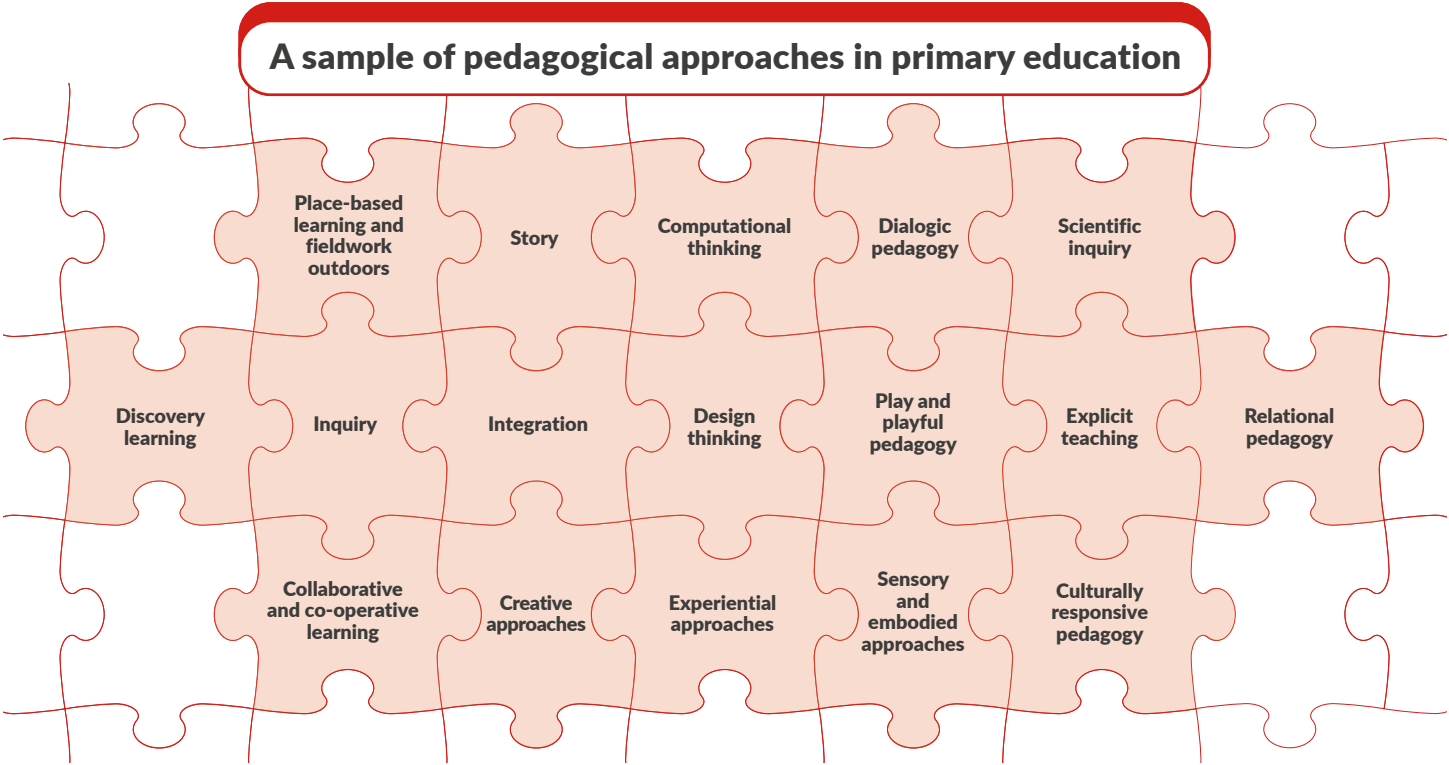 A sample of pedagogical approaches in primary education
Place-based
learning and
fieldwork
outdoors
Story
Computational
thinking
Dialogic
pedagogy
Scientific
inquiry
Discovery
learning
Inquiry
Integration
Design
thinking
Play and
playful
pedagogy
Explicit
teaching
Relational
pedagogy
Collaborative
and co-operative
learning
Creative
approaches
Experiential
approaches
Sensory
and
embodied
approaches
Culturally
responsive
pedagogy